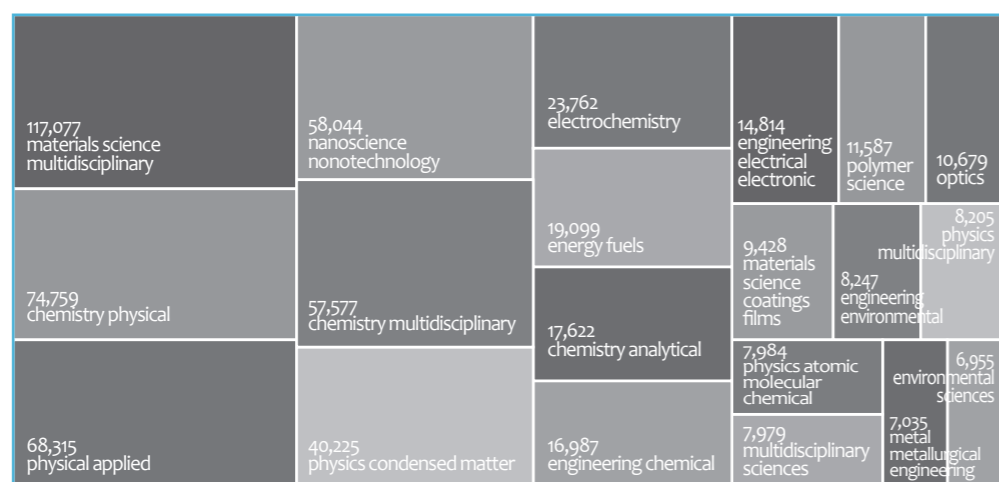 117,077
materials science
multidisciplinary
74,759
chemistry physical
68,315
physical applied
58,044
nanoscience
nonotechnology
57,577
chemistry multidisciplinary
40,225
physics condensed matter
23,762
electrochemistry
19,099
energy fuels
17,622
chemistry analytical
16,987
engineering chemical
14,814
engineering
electrical
electronic
11,587
polymer
science
10,679
optics
9,428
materials
science
coatings
films
8,247
engineering
environmental
8,205
physics
multidisciplinary
7,984
physics atomic
molecular
chemical
7,979
multidisciplinary
sciences
7,035
metal
metallurgical
engineering
6,955
environmental
sciences